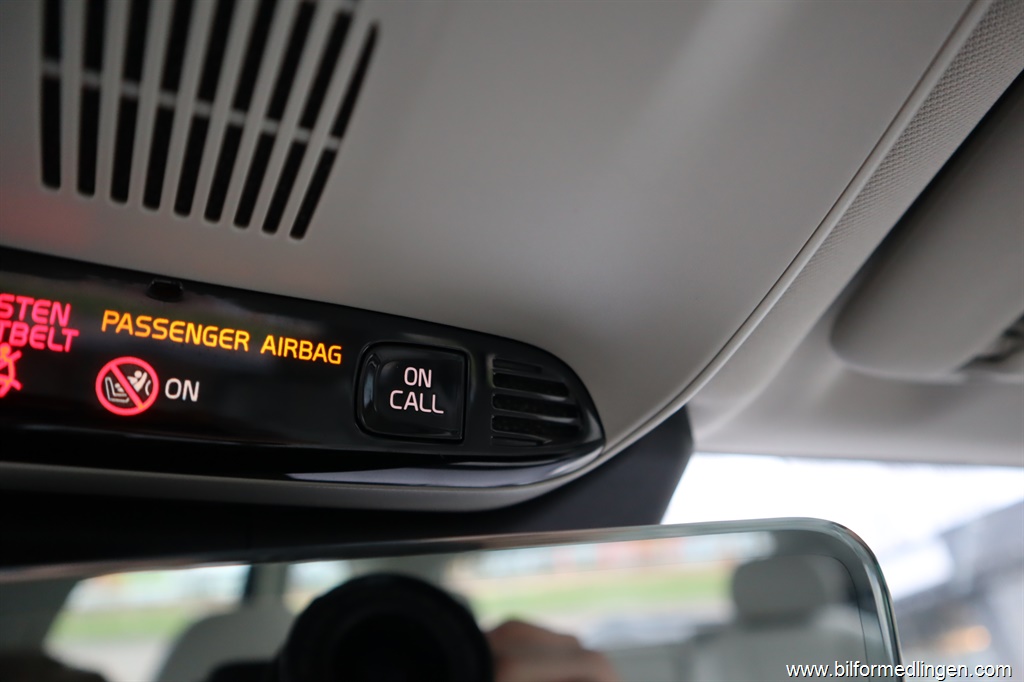 STEN
TBELT
PASSENGER AIRBAG
ON
ON
CALL
www.bilformedlingen.com